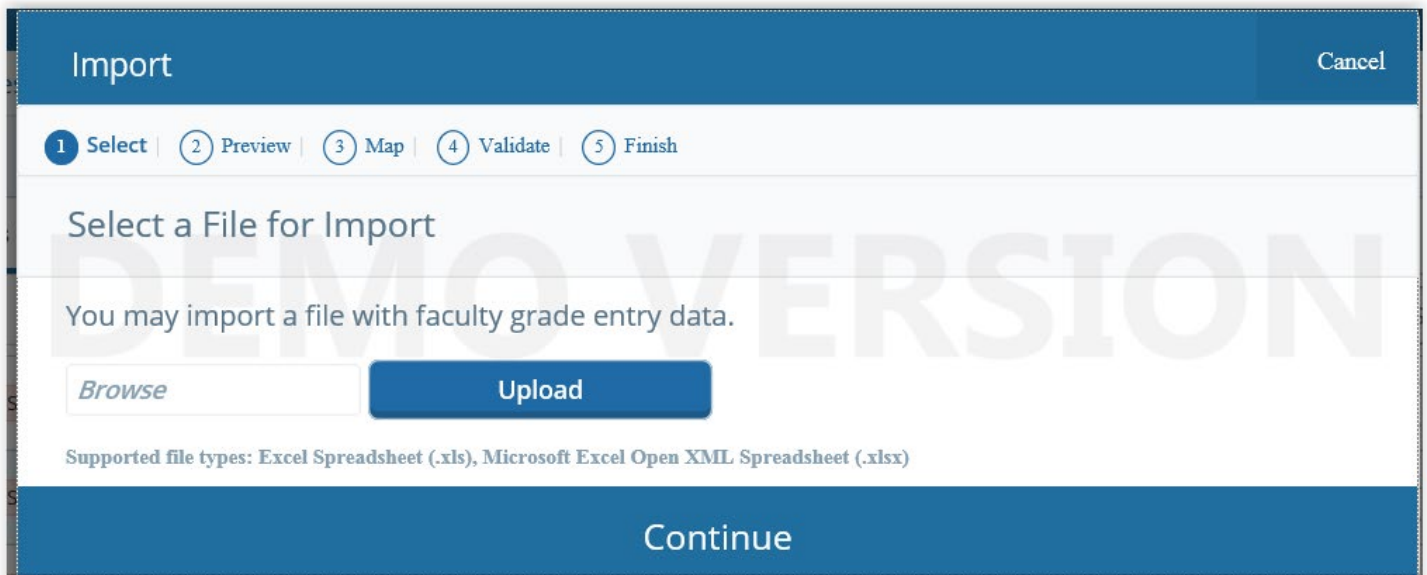 Import
Cancel
1 Select | 2 Preview | 3 Map | 4 Validate | 5 Finish
Select a File for Import
DEMO VERSION
You may import a file with faculty grade entry data.
Browse
Upload
Supported file types: Excel Spreadsheet (.xls), Microsoft Excel Open XML Spreadsheet (.xlsx)
Continue